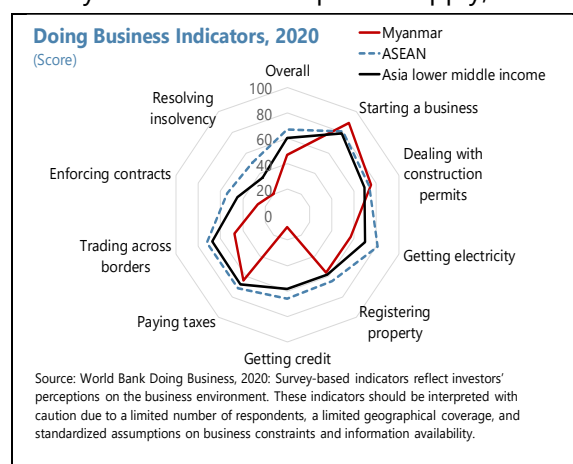 supply,
Doing Business Indicators, 2020
(Score)
Myanmar
ASEAN
Asia lower middle income
Overall
Starting a business
Dealing with
construction
permits
Getting electricity
Registering
property
Getting credit
Paying taxes
Trading across
borders
Enforcing contracts
Resolving
insolvency
100
80
60
40
20
0
Source: World Bank Doing Business, 2020: Survey-based indicators reflect investors'
perceptions on the business environment. These indicators should be interpreted with
caution due to a limited number of respondents, a limited geographical coverage, and
standardized assumptions on business constraints and information availability.